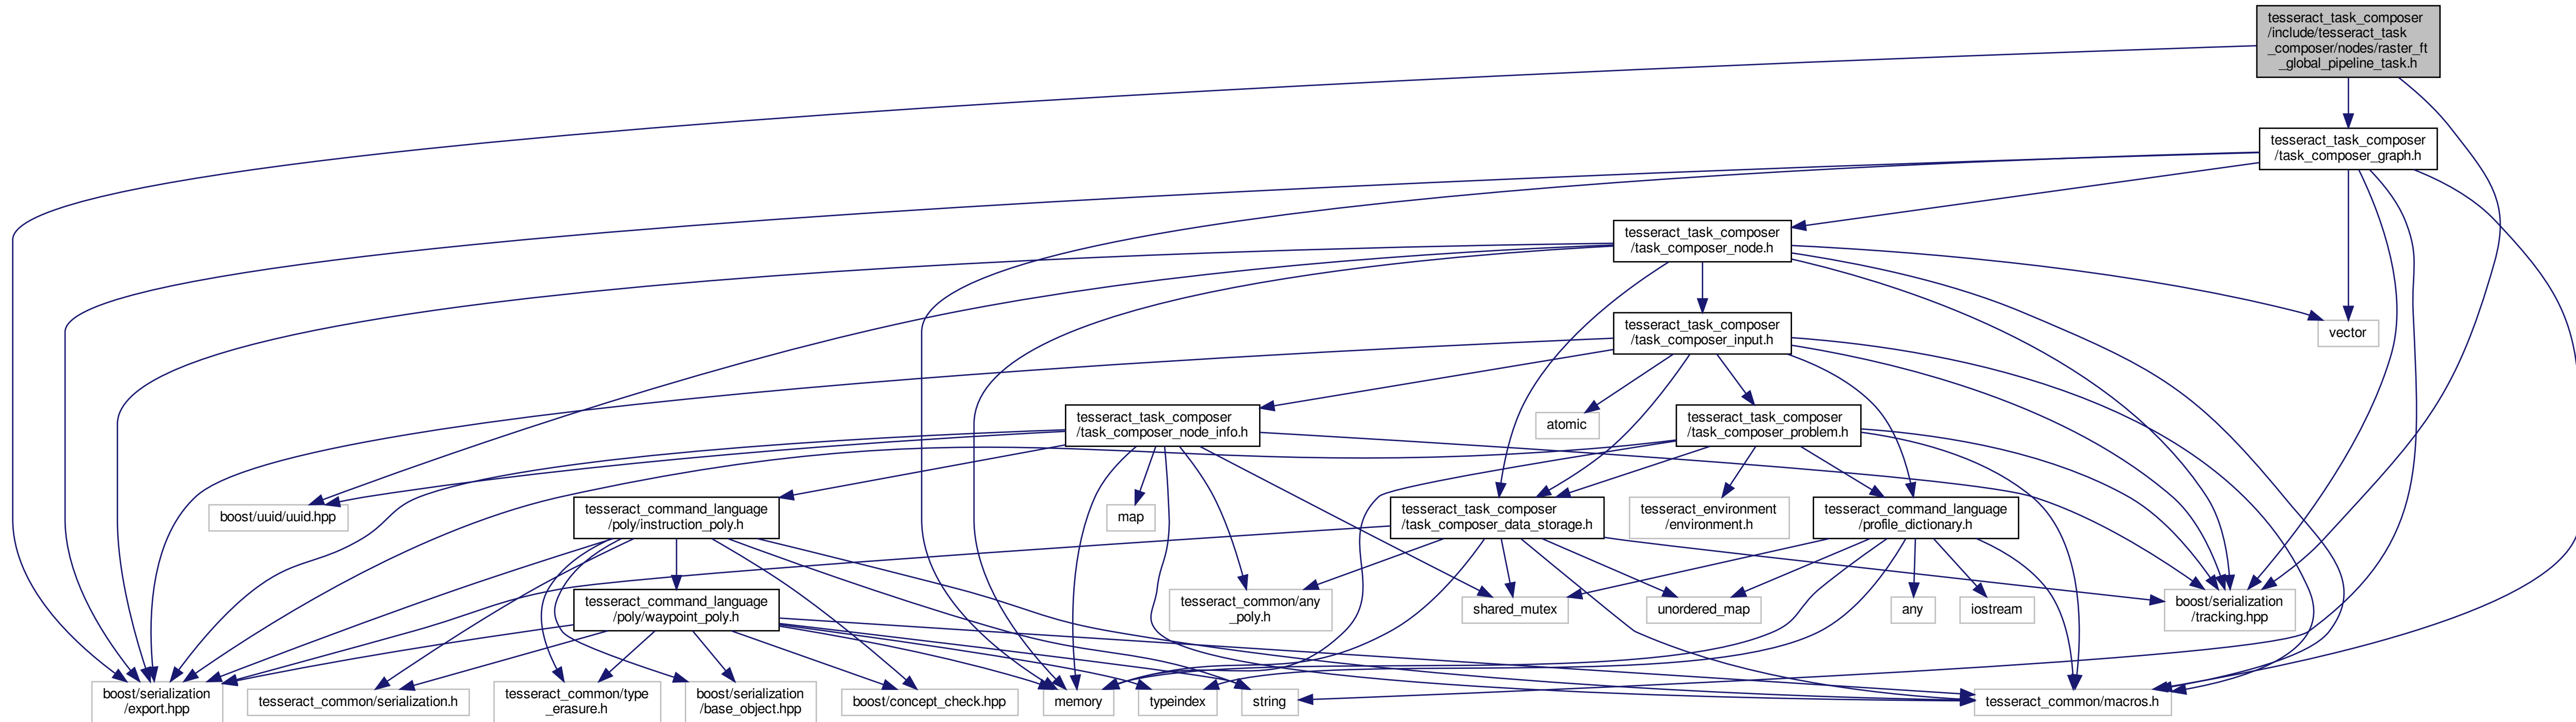 tesseract_task_composer
/include/tesseract_task
_composer/nodes/raster_ft
_global_pipeline_task.h
tesseract_task_composer
/task_composer_graph.h
tesseract_task_composer
/task_composer_node.h
tesseract_task_composer
/task_composer_input.h
vector
tesseract_task_composer
/task_composer_node_info.h
atomic
tesseract_task_composer
/task_composer_problem.h
boost/uuid/uuid.hpp
tesseract_command_language
/poly/instruction_poly.h
map
tesseract_task_composer
/task_composer_data_storage.h
tesseract_environment
/environment.h
tesseract_command_language
/profile_dictionary.h
tesseract_command_language
/poly/waypoint_poly.h
tesseract_common/any
_poly.h
shared_mutex
unordered_map
any
iostream
boost/serialization
/tracking.hpp
boost/serialization
/export.hpp
tesseract_common/serialization.h
tesseract_common/type
_erasure.h
boost/serialization
/base_object.hpp
boost/concept_check.hpp
memory
typeindex
string
tesseract_common/macros.h